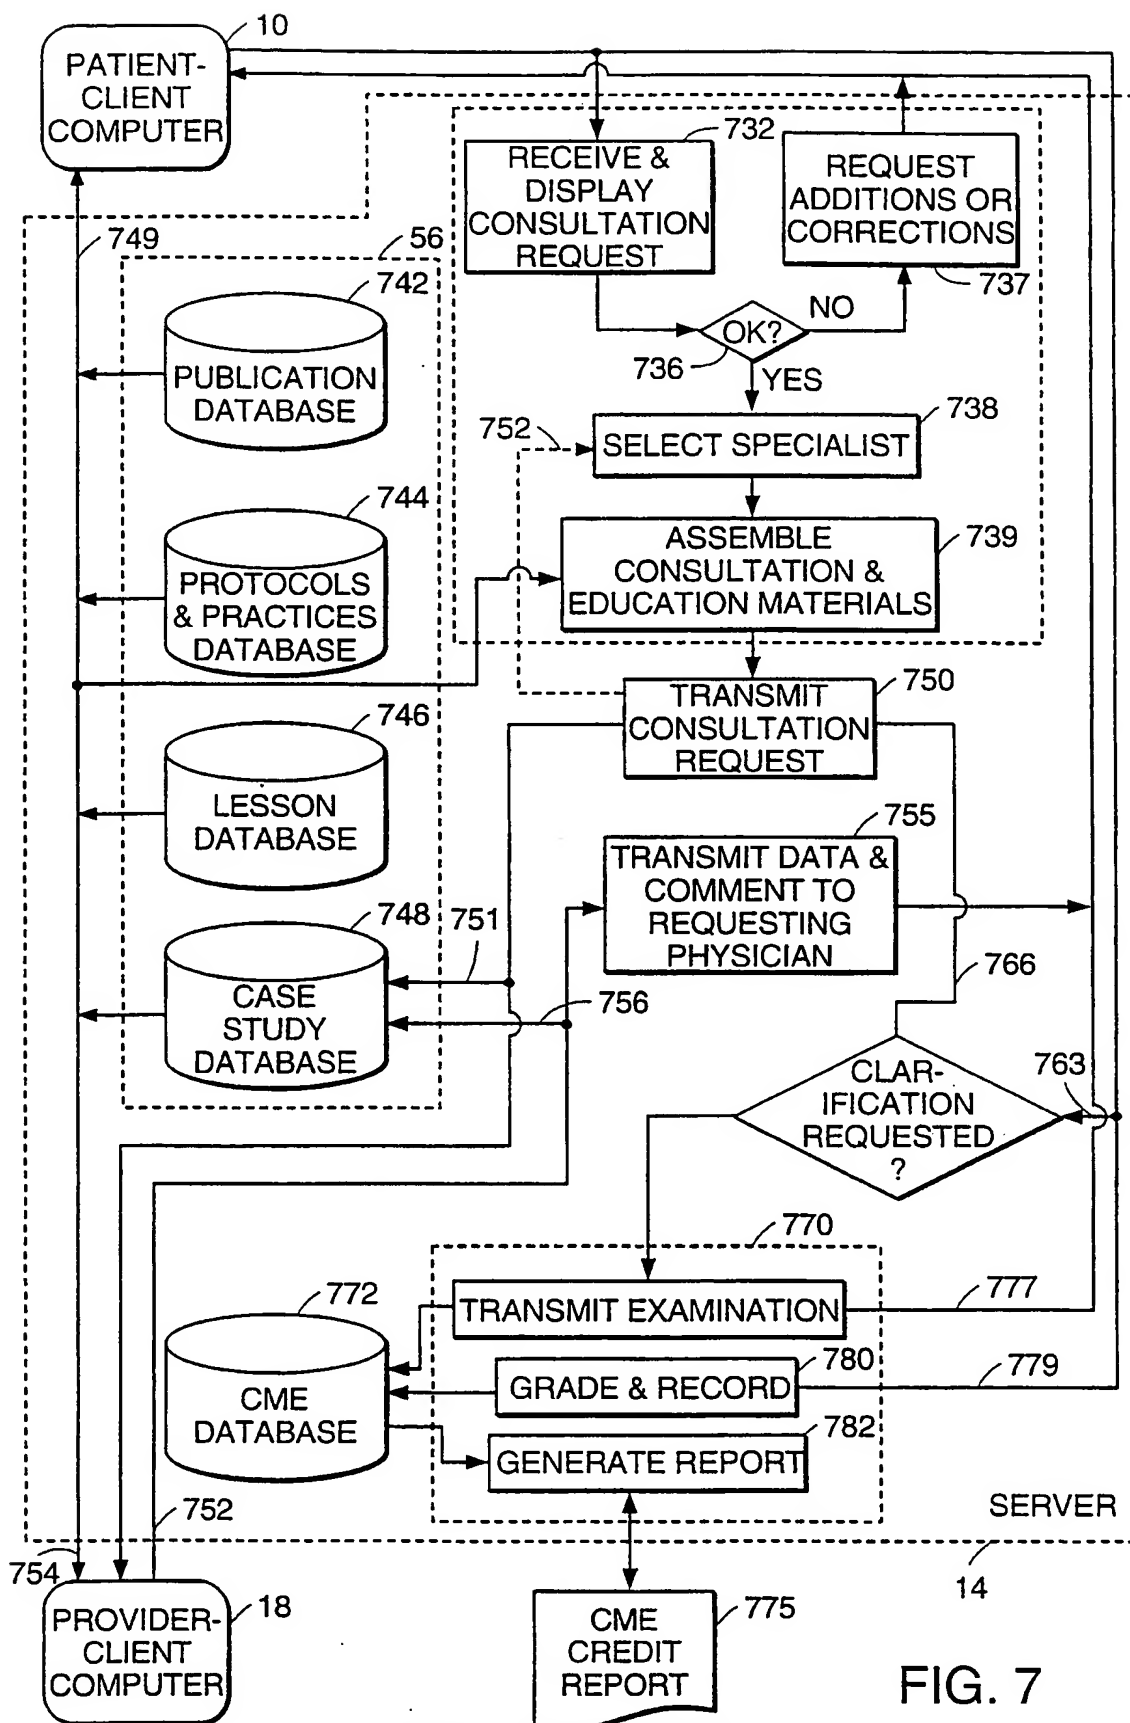 10
PATIENT-
CLIENT
COMPUTER
732
RECEIVE &
DISPLAY
CONSULTATION
REQUEST
REQUEST
ADDITIONS OR
CORRECTIONS
737
749
56
742
PUBLICATION
DATABASE
OK?
NO
736
YES
752
738
SELECT SPECIALIST
744
PROTOCOLS
& PRACTICES
DATABASE
739
ASSEMBLE
CONSULTATION &
EDUCATION MATERIALS
750
TRANSMIT
CONSULTATION
REQUEST
746
LESSON
DATABASE
755
TRANSMIT DATA &
COMMENT TO
REQUESTING
PHYSICIAN
748
CASE
STUDY
DATABASE
751
756
766
763
CLAR-
IFICATION
REQUESTED
?
770
TRANSMIT EXAMINATION
777
772
CME
DATABASE
780
GRADE & RECORD
779
782
GENERATE REPORT
752
SERVER
14
754
18
PROVIDER-
CLIENT
COMPUTER
775
CME
CREDIT
REPORT
FIG. 7